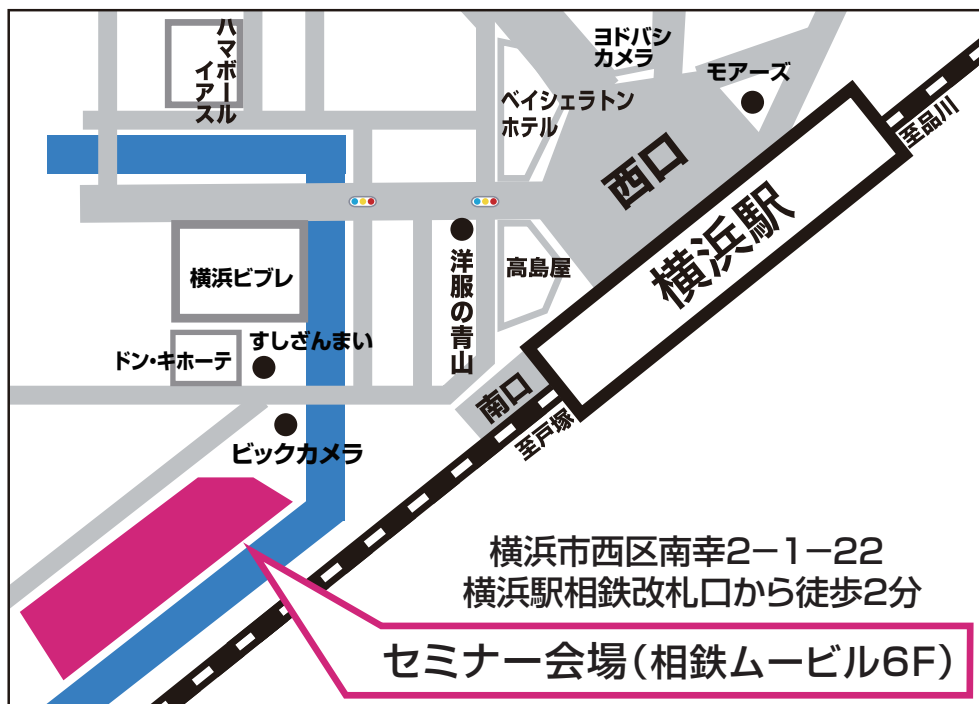 ハマボール
イアス
ヨドバシ
カメラ
モアーズ
至品川
ベイシェラトン
ホテル
西口
横浜駅
横浜ビブレ
洋服の青山
高島屋
ドン・キホーテ
すしざんまい
南口
至戸塚
ビックカメラ
横浜市西区南幸2−1−22
横浜駅相鉄改札口から徒歩2分
セミナー会場(相鉄ムービル6F)